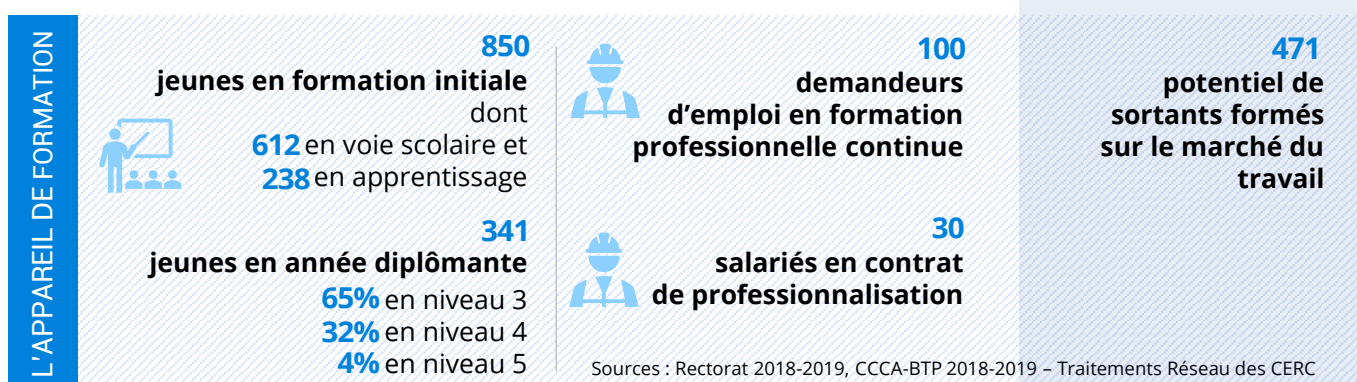 L'APPAREIL DE FORMATION
850
jeunes en formation initiale
dont
612 en voie scolaire et
238 en apprentissage
341
jeunes en année diplômante
65% en niveau 3
32% en niveau 4
4% en niveau 5
100
demandeurs
d’emploi en formation
professionnelle continue
30
salariés en contrat
de professionnalisation
471
potentiel de
sortants formés
sur le marché du
travail
Sources : Rectorat 2018-2019, CCCA-BTP 2018-2019 – Traitements Réseau des CERC